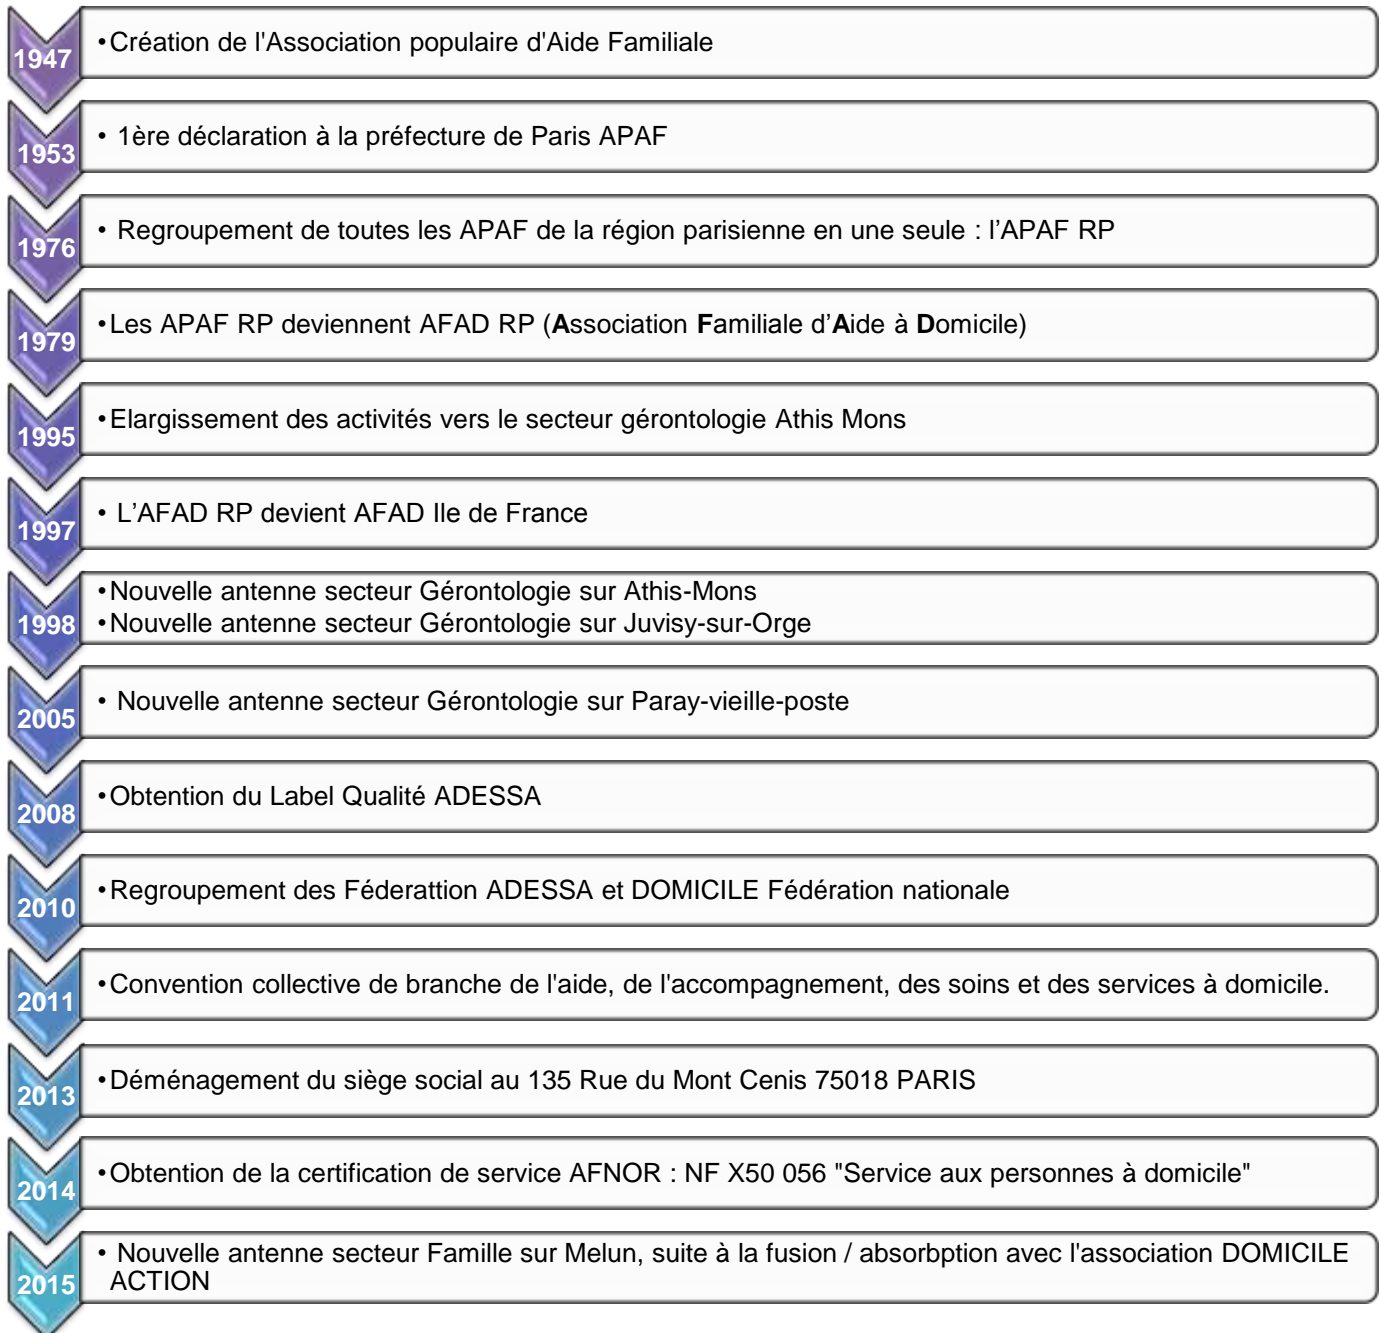 1947
•Création de l'Association populaire d'Aide Familiale
1953
• 1ère déclaration à la préfecture de Paris APAF
1976
• Regroupement de toutes les APAF de la région parisienne en une seule : l’APAF RP
1979
•Les APAF RP deviennent AFAD RP (Association Familiale d’Aide à Domicile)
1995
•Elargissement des activités vers le secteur gérontologie Athis Mons
1997
• L’AFAD RP devient AFAD Ile de France
1998
•Nouvelle antenne secteur Gérontologie sur Athis-Mons
•Nouvelle antenne secteur Gérontologie sur Juvisy-sur-Orge
2005
• Nouvelle antenne secteur Gérontologie sur Paray-vieille-poste
2008
•Obtention du Label Qualité ADESSA
2010
•Regroupement des Féderattion ADESSA et DOMICILE Fédération nationale
2011
•Convention collective de branche de l'aide, de l'accompagnement, des soins et des services à domicile.
2013
•Déménagement du siège social au 135 Rue du Mont Cenis 75018 PARIS
2014
•Obtention de la certification de service AFNOR : NF X50 056 "Service aux personnes à domicile"
2015
• Nouvelle antenne secteur Famille sur Melun, suite à la fusion / absorbption avec l'association DOMICILE
ACTION